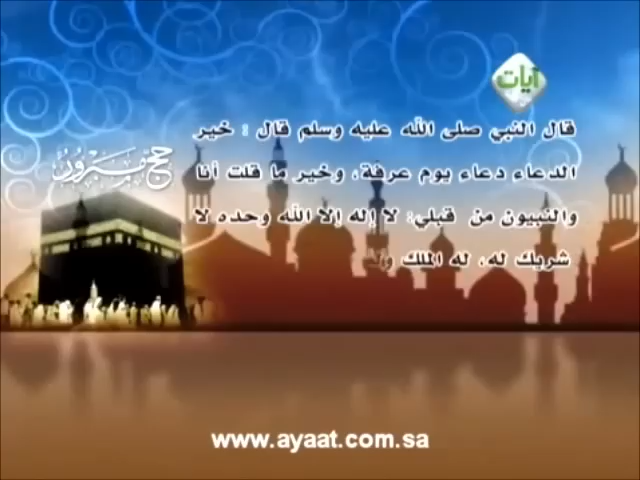 آيات
قال النبي صلى الله عليه وسلم قال : خير
الدعاء دعاء يوم عرفة، وخير ما قلت أنا
والنبيون من قبلي: لا إله إلا الله وحده لا
شريك له، له الملك وله
حج مبرور
www.ayaat.com.sa